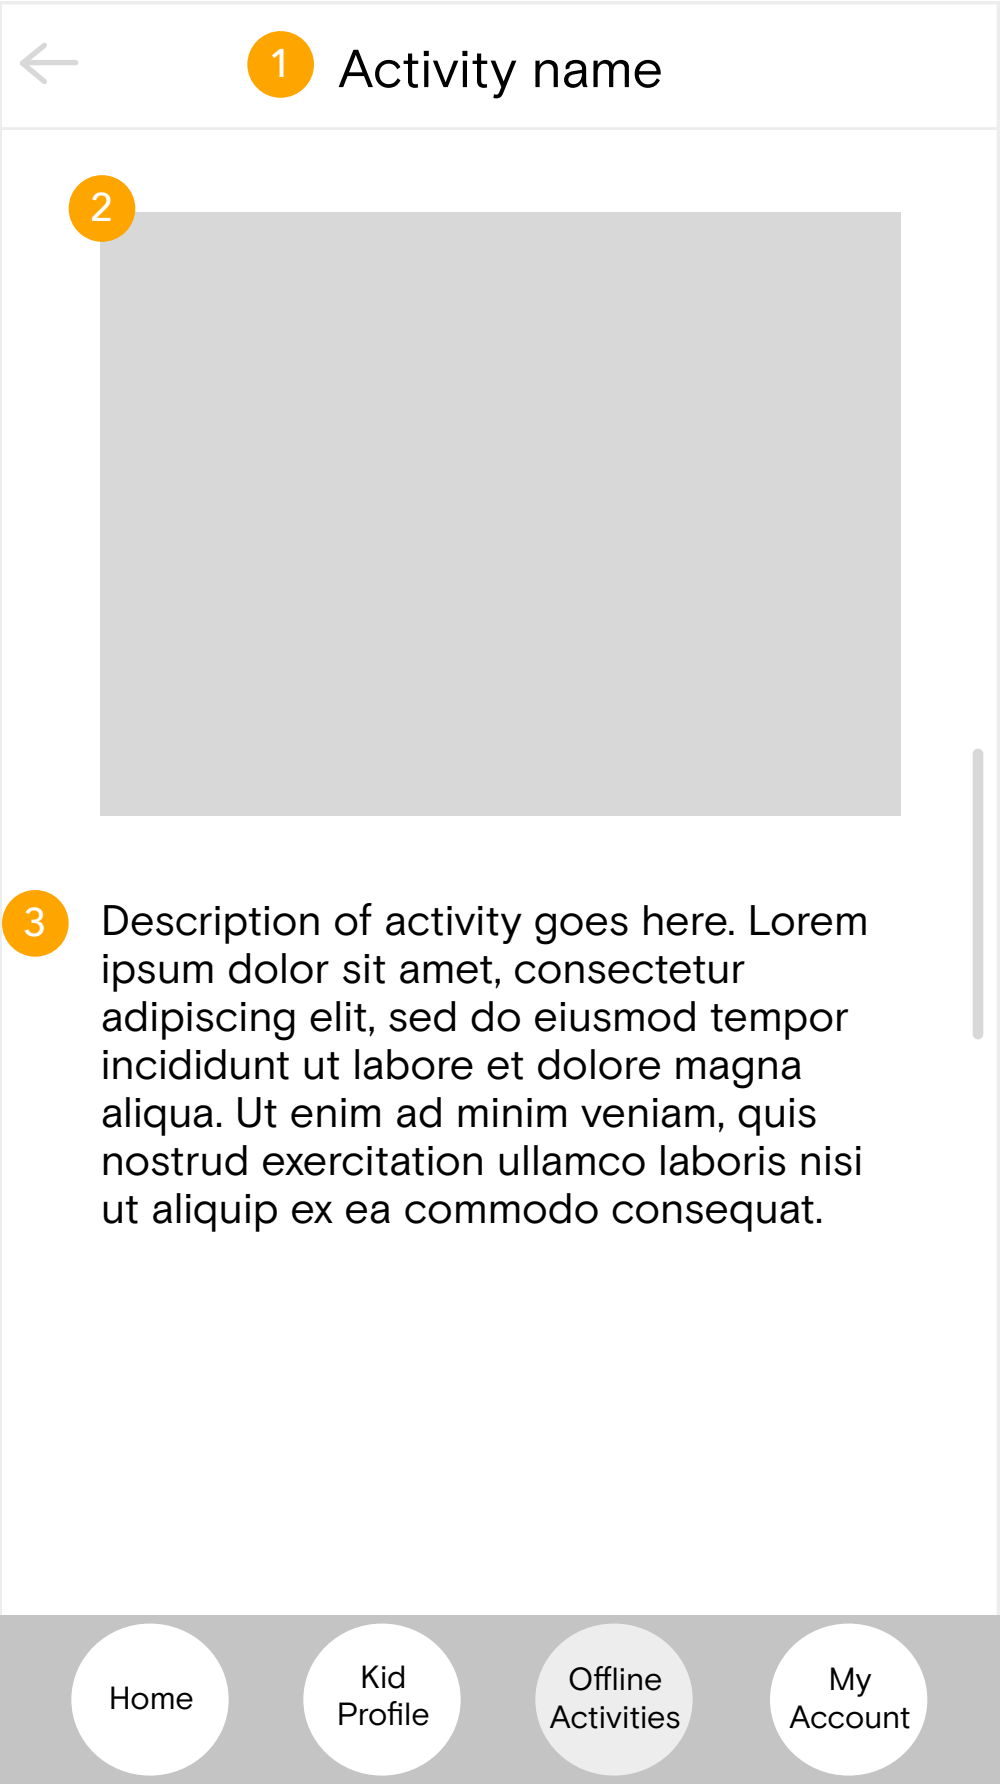 1 Activity name
2
3 Description of activity goes here. Lorem
ipsum dolor sit amet, consectetur
adipiscing elit, sed do eiusmod tempor
incididunt ut labore et dolore magna
aliqua. Ut enim ad minim veniam, quis
nostrud exercitation ullamco laboris nisi
ut aliquip ex ea commodo consequat.
Home
Kid
Profile
Offline
Activities
My
Account